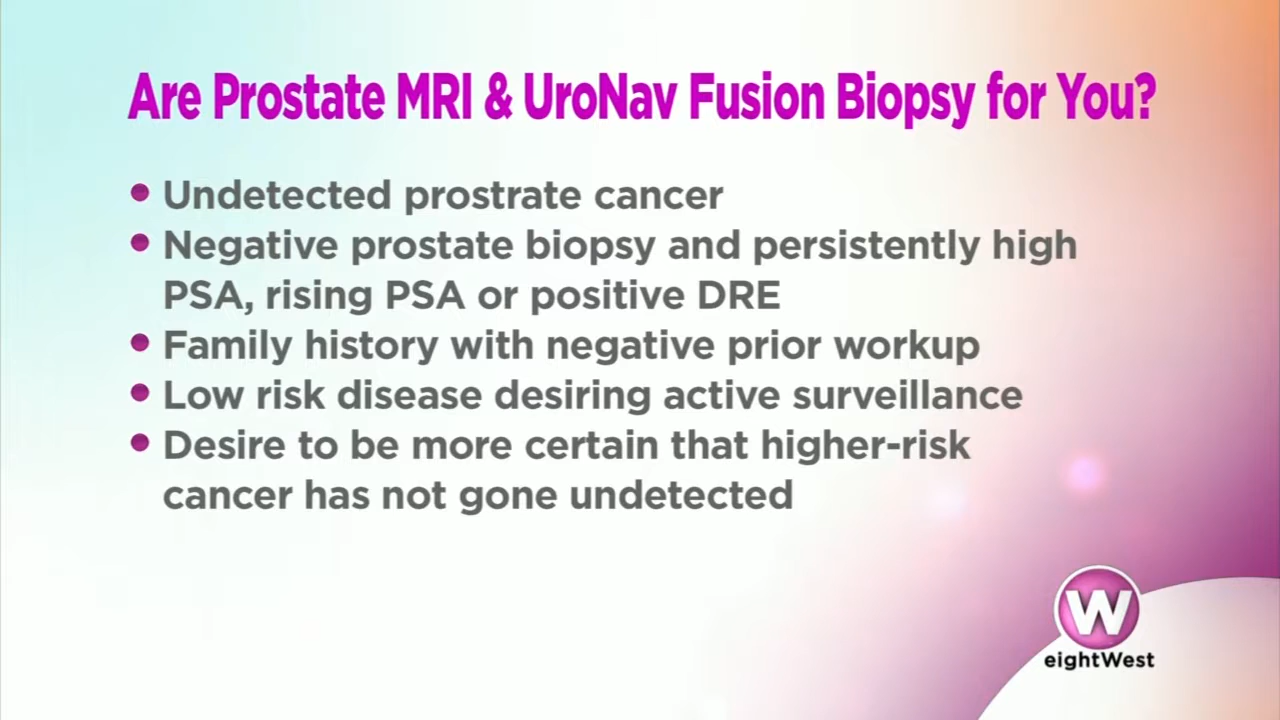 Are Prostate MRI & UroNav Fusion Biopsy for You?
• Undetected prostrate cancer
• Negative prostate biopsy and persistently high
PSA, rising PSA or positive DRE
• Family history with negative prior workup
• Low risk disease desiring active surveillance
• Desire to be more certain that higher-risk
cancer has not gone undetected
W
eightWest